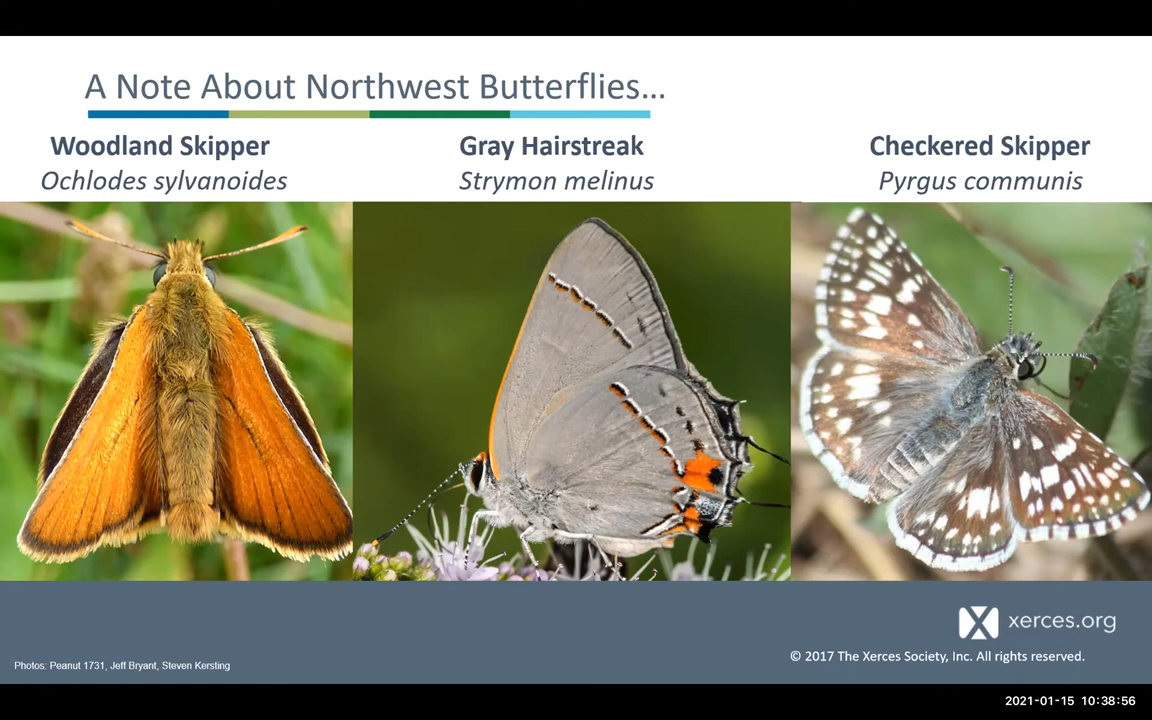 A Note About Northwest Butterflies…
Woodland Skipper
Ochlodes sylvanoides
Gray Hairstreak
Strymon melinus
Checkered Skipper
Pyrgus communis
xerces.org
Photos: Peanut 1731, Jeff Bryant, Steven Kersting
© 2017 The Xerces Society, Inc. All rights reserved.
2021-01-15 10:38:56